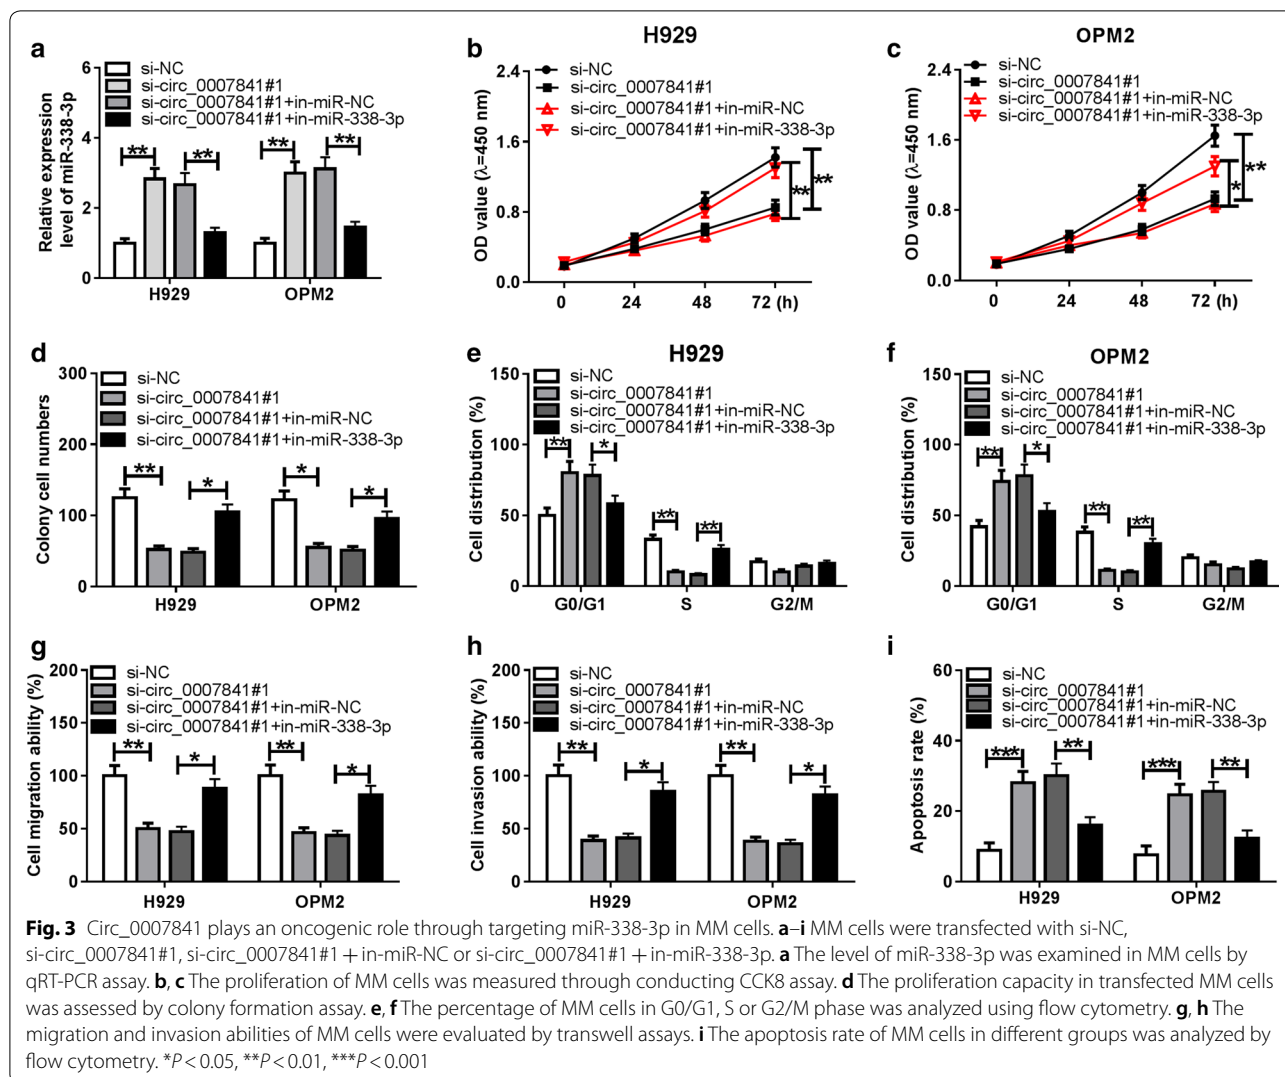 a
Relative expression
level of miR-338-3p
6
4
2
0
si-NC
si-circ_0007841#1
si-circ_0007841#1+in-miR-NC
si-circ_0007841#1+in-miR-338-3p
** ** ** **
H929 OPM2
b
H929
OD value (λ=450 nm)
2.4
1.6
0.8
0.0
si-NC
si-circ_0007841#1
si-circ_0007841#1+in-miR-NC
si-circ_0007841#1+in-miR-338-3p
** **
0 24 48 72 (h)
c
OPM2
OD value (λ=450 nm)
2.4
1.6
0.8
0.0
si-NC
si-circ_0007841#1
si-circ_0007841#1+in-miR-NC
si-circ_0007841#1+in-miR-338-3p
* **
0 24 48 72 (h)
d
Colony cell numbers
300
200
100
0
si-NC
si-circ_0007841#1
si-circ_0007841#1+in-miR-NC
si-circ_0007841#1+in-miR-338-3p
** * * *
H929 OPM2
e
H929
Cell distribution (%)
150
100
50
0
si-NC
si-circ_0007841#1
si-circ_0007841#1+in-miR-NC
si-circ_0007841#1+in-miR-338-3p
** * ** **
G0/G1 S G2/M
f
OPM2
Cell distribution (%)
150
100
50
0
si-NC
si-circ_0007841#1
si-circ_0007841#1+in-miR-NC
si-circ_0007841#1+in-miR-338-3p
** * ** **
G0/G1 S G2/M
g
Cell migration ability (%)
200
150
100
50
0
si-NC
si-circ_0007841#1
si-circ_0007841#1+in-miR-NC
si-circ_0007841#1+in-miR-338-3p
** * ** *
H929 OPM2
h
Cell invasion ability (%)
200
150
100
50
0
si-NC
si-circ_0007841#1
si-circ_0007841#1+in-miR-NC
si-circ_0007841#1+in-miR-338-3p
** * ** *
H929 OPM2
i
Apoptosis rate (%)
60
40
20
0
si-NC
si-circ_0007841#1
si-circ_0007841#1+in-miR-NC
si-circ_0007841#1+in-miR-338-3p
*** ** *** **
H929 OPM2
Fig. 3 Circ_0007841 plays an oncogenic role through targeting miR-338-3p in MM cells. a–i MM cells were transfected with si-NC,
si-circ_0007841#1, si-circ_0007841#1 + in-miR-NC or si-circ_0007841#1 + in-miR-338-3p. a The level of miR-338-3p was examined in MM cells by
qRT-PCR assay. b, c The proliferation of MM cells was measured through conducting CCK8 assay. d The proliferation capacity in transfected MM cells
was assessed by colony formation assay. e, f The percentage of MM cells in G0/G1, S or G2/M phase was analyzed using flow cytometry. g, h The
migration and invasion abilities of MM cells were evaluated by transwell assays. i The apoptosis rate of MM cells in different groups was analyzed by
flow cytometry. *P < 0.05, **P < 0.01, ***P < 0.001